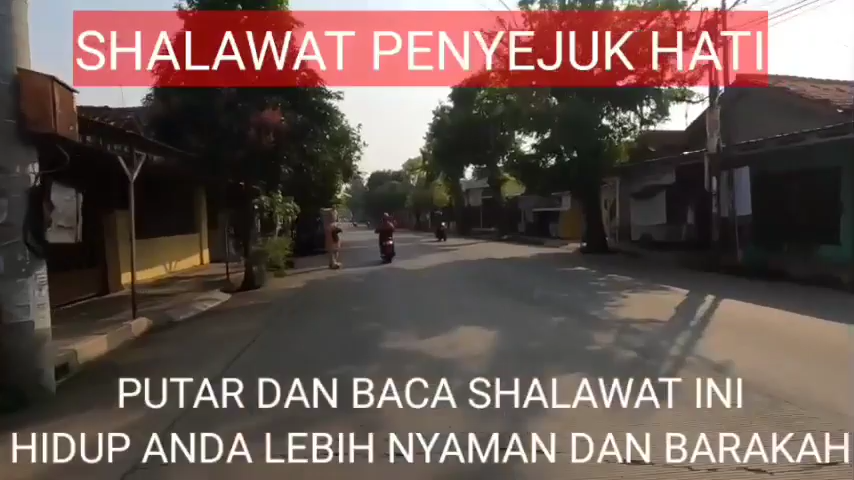 SHALAWAT PENYEJUK HATI
PUTAR DAN BACA SHALAWAT INI
HIDUP ANDA LEBIH NYAMAN DAN BARAKAH